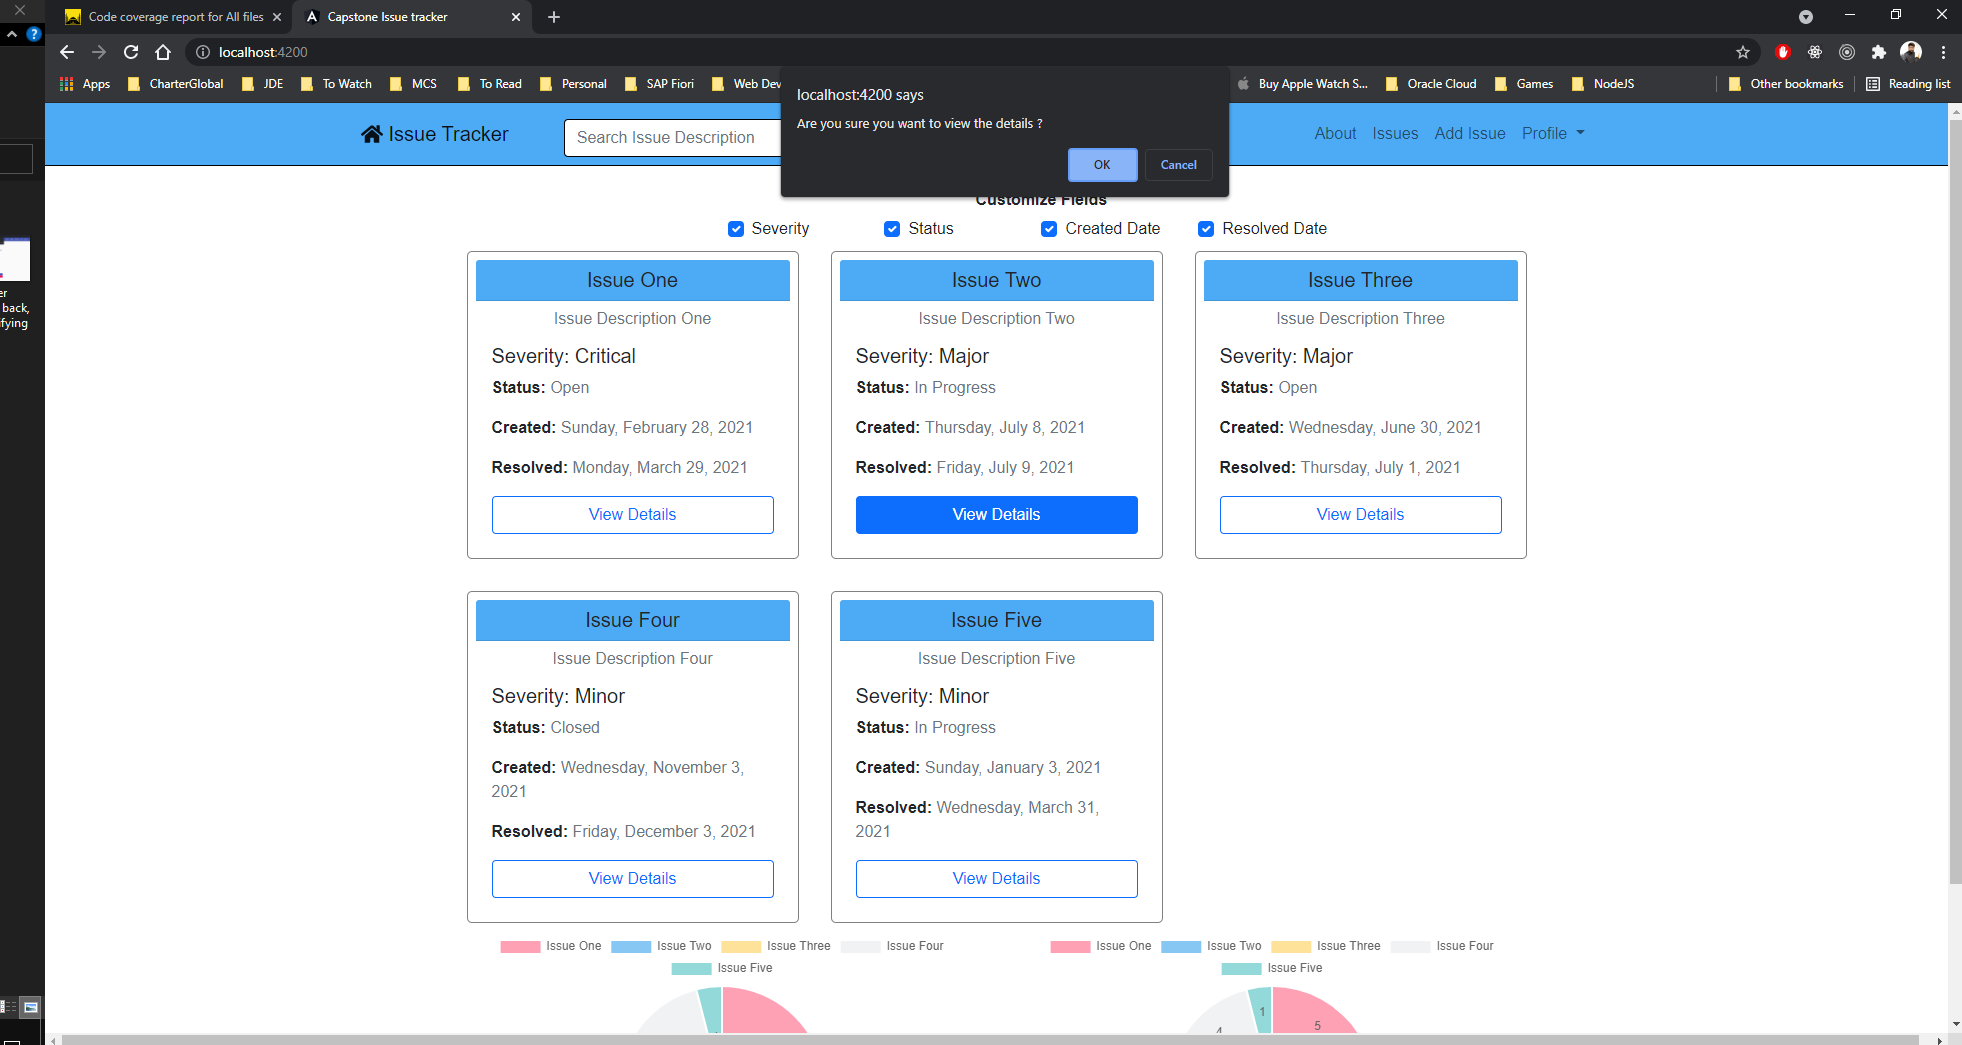 Code coverage report for All files
Capstone Issue tracker
localhost:4200
Apps CharterGlobal JDE To Watch MCS To Read Personal SAP Fiori Web Dev Buy Apple Watch S... Oracle Cloud Games NodeJS Other bookmarks Reading list
localhost:4200 says
Are you sure you want to view the details ?
OK Cancel
Issue Tracker
Search Issue Description
About Issues Add Issue Profile
Customize Fields
Severity Status Created Date Resolved Date
Issue One
Issue Description One
Severity: Critical
Status: Open
Created: Sunday, February 28, 2021
Resolved: Monday, March 29, 2021
View Details
Issue Two
Issue Description Two
Severity: Major
Status: In Progress
Created: Thursday, July 8, 2021
Resolved: Friday, July 9, 2021
View Details
Issue Three
Issue Description Three
Severity: Major
Status: Open
Created: Wednesday, June 30, 2021
Resolved: Thursday, July 1, 2021
View Details
Issue Four
Issue Description Four
Severity: Minor
Status: Closed
Created: Wednesday, November 3,
2021
Resolved: Friday, December 3, 2021
View Details
Issue Five
Issue Description Five
Severity: Minor
Status: In Progress
Created: Sunday, January 3, 2021
Resolved: Wednesday, March 31,
2021
View Details
Issue One Issue Two Issue Three Issue Four
Issue Five
Issue One Issue Two Issue Three Issue Four
Issue Five
1
4
5
er
back,
ifying